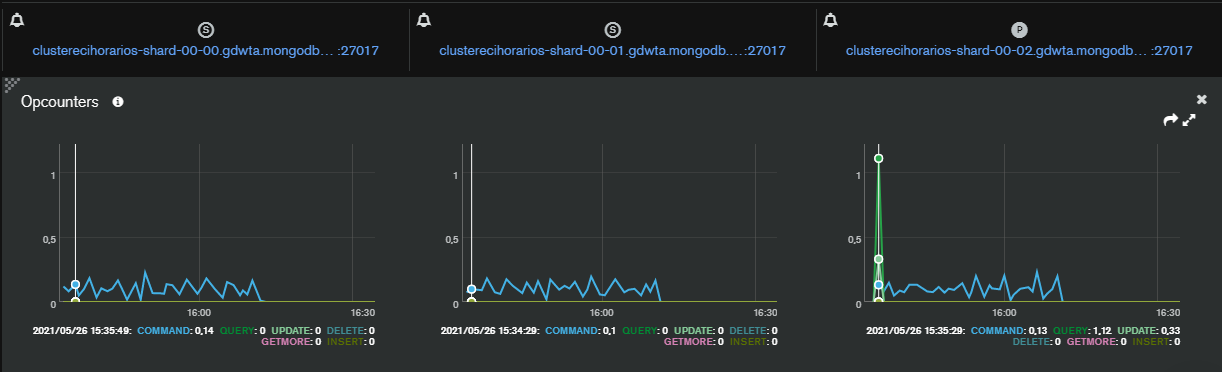 S
clusterecihorarios-shard-00-00.gdwta.mongodb... :27017
S
clusterecihorarios-shard-00-01.gdwta.mongodb.... :27017
P
clusterecihorarios-shard-00-02.gdwta.mongodb... :27017
Opcounters i
1
0,5
0
16:00 16:30
2021/05/26 15:35:49: COMMAND: 0,14 QUERY: 0 UPDATE: 0 DELETE: 0
GETMORE: 0 INSERT: 0
1
0,5
0
16:00 16:30
2021/05/26 15:34:29: COMMAND: 0,1 QUERY: 0 UPDATE: 0 DELETE: 0
GETMORE: 0 INSERT: 0
1
0,5
0
16:00 16:30
2021/05/26 15:35:29: COMMAND: 0,13 QUERY: 1,12 UPDATE: 0,33
DELETE: 0 GETMORE: 0 INSERT: 0